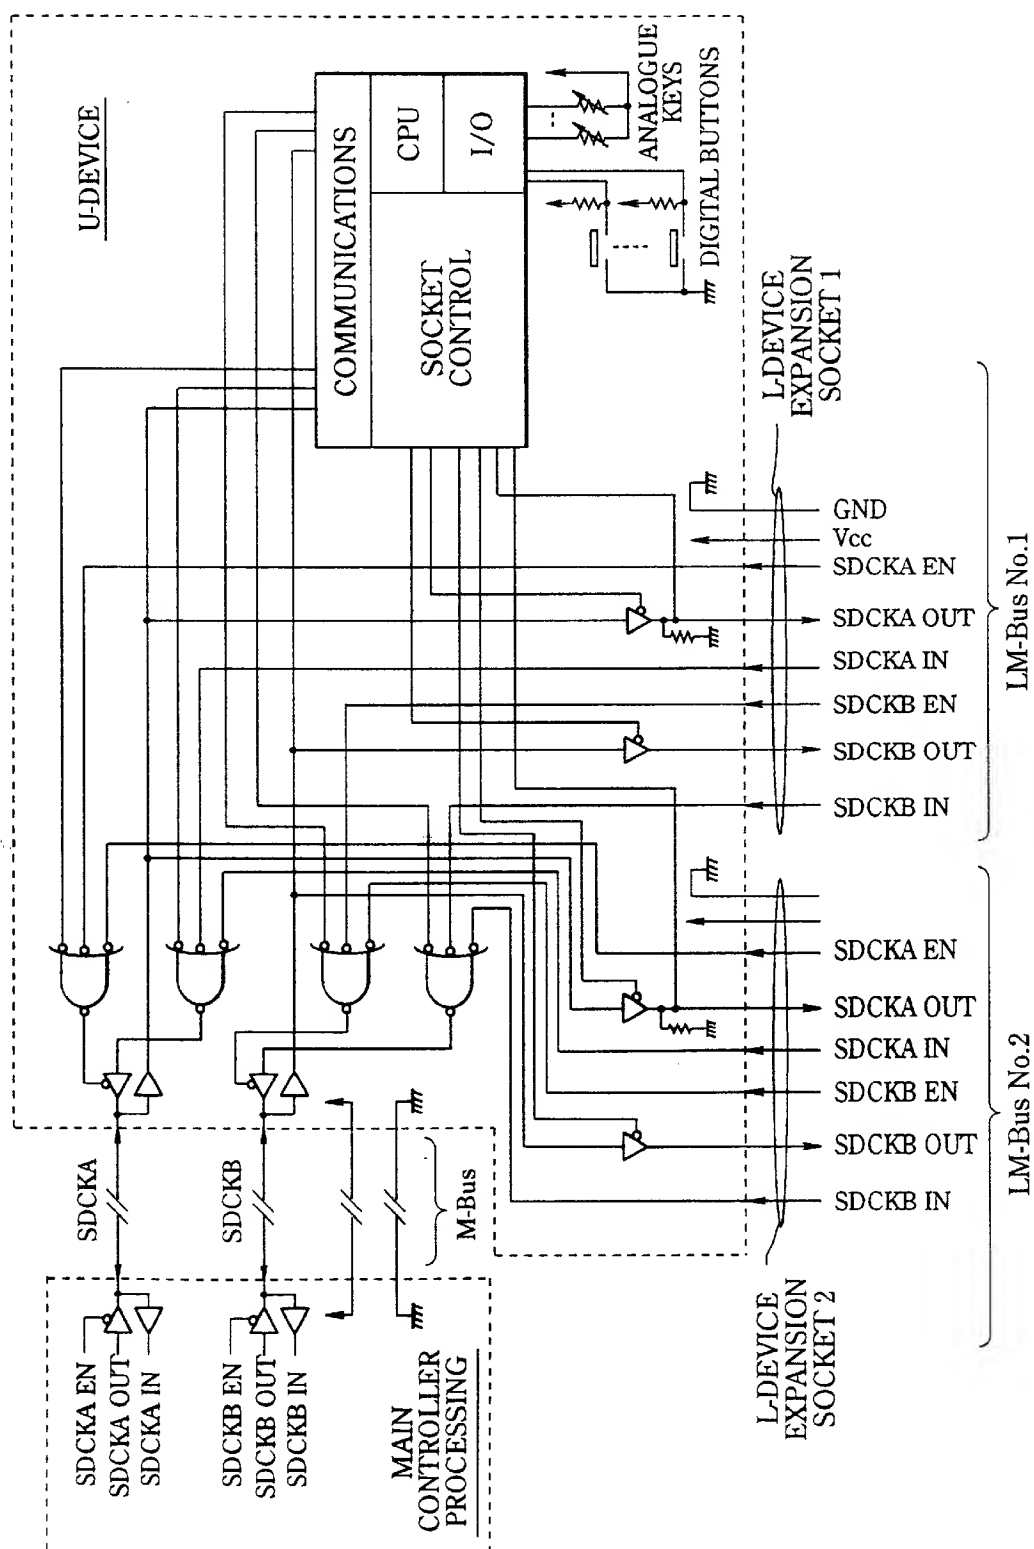 U-DEVICE
COMMUNICATIONS
CPU
I/O
SOCKET
CONTROL
ANALOGUE
KEYS
DIGITAL BUTTONS
L-DEVICE
EXPANSION
SOCKET 1
GND
Vcc
SDCKA EN
SDCKA OUT
SDCKA IN
SDCKB EN
SDCKB OUT
SDCKB IN
LM-Bus No.1
SDCKA EN
SDCKA OUT
SDCKA IN
SDCKB EN
SDCKB OUT
SDCKB IN
LM-Bus No.2
L-DEVICE
EXPANSION
SOCKET 2
SDCKA
SDCKB
M-Bus
SDCKA EN
SDCKA OUT
SDCKA IN
SDCKB EN
SDCKB OUT
SDCKB IN
MAIN
CONTROLLER
PROCESSING